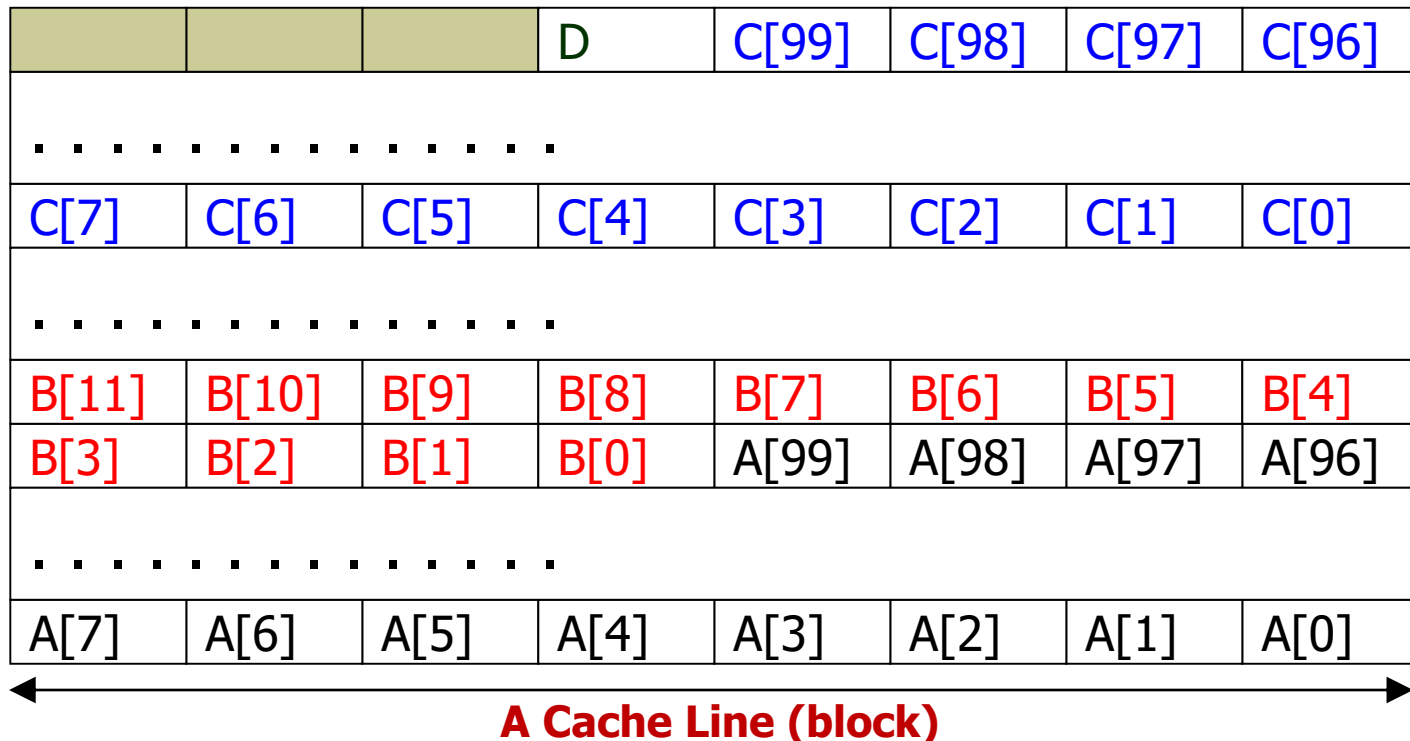 D C[99] C[98] C[97] C[96]
. . . . . . . . . . . . . .
C[7] C[6] C[5] C[4] C[3] C[2] C[1] C[0]
. . . . . . . . . . . . . .
B[11] B[10] B[9] B[8] B[7] B[6] B[5] B[4]
B[3] B[2] B[1] B[0] A[99] A[98] A[97] A[96]
. . . . . . . . . . . . . .
A[7] A[6] A[5] A[4] A[3] A[2] A[1] A[0]
A Cache Line (block)